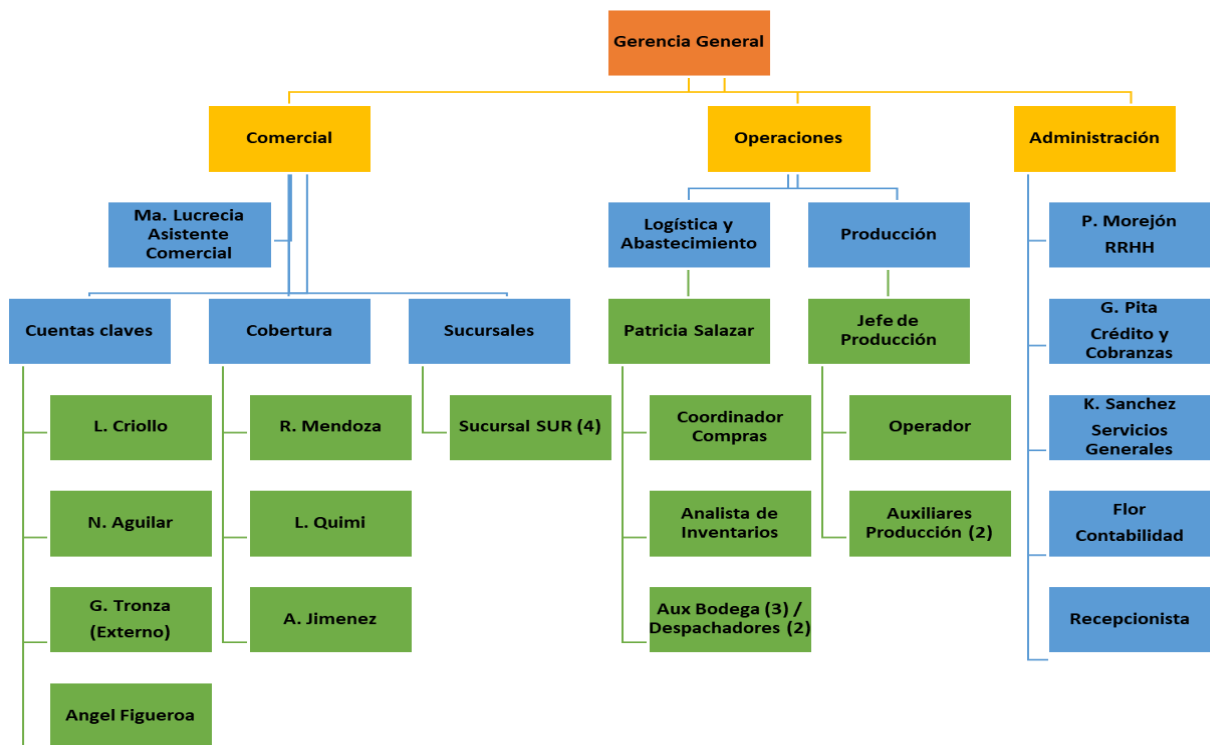 Gerencia General
Comercial
Operaciones
Administración
Ma. Lucrecia
Asistente
Comercial
Logística y
Abastecimiento
Producción
P. Morejón
RRHH
Cuentas claves
Cobertura
Sucursales
Patricia Salazar
Jefe de
Producción
G. Pita
Crédito y
Cobranzas
L. Criollo
R. Mendoza
Sucursal SUR (4)
Coordinador
Compras
Operador
K. Sanchez
Servicios
Generales
N. Aguilar
L. Quimi
Analista de
Inventarios
Auxiliares
Producción (2)
Flor
Contabilidad
G. Tronza
(Externo)
A. Jimenez
Aux Bodega (3) /
Despachadores (2)
Recepcionista
Angel Figueroa